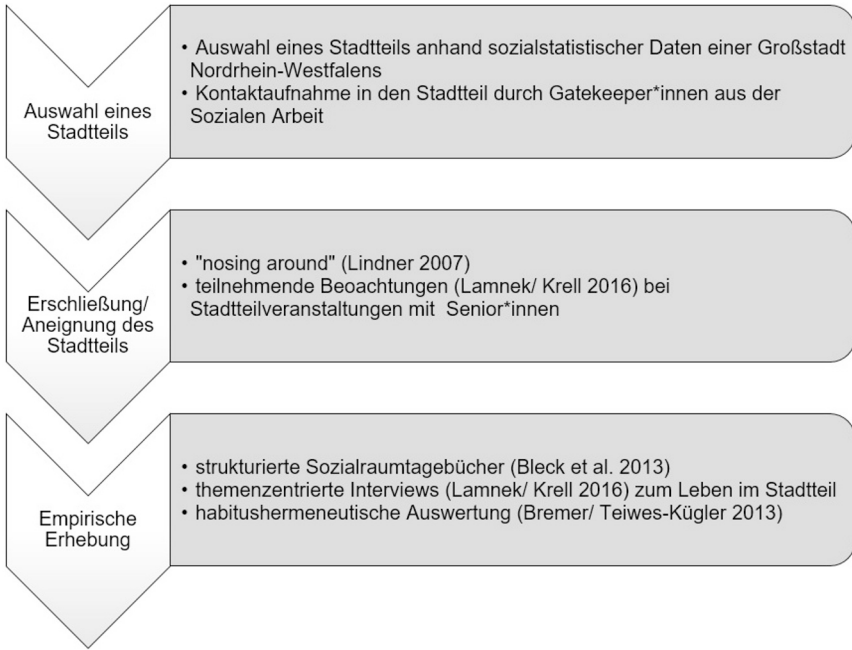 Auswahl eines
Stadtteils
• Auswahl eines Stadtteils anhand sozialstatistischer Daten einer Großstadt
Nordrhein-Westfalens
• Kontaktaufnahme in den Stadtteil durch Gatekeeper*innen aus der
Sozialen Arbeit
Erschließung/
Aneignung des
Stadtteils
• "nosing around" (Lindner 2007)
• teilnehmende Beoachtungen (Lamnek/ Krell 2016) bei
Stadtteilveranstaltungen mit Senior*innen
Empirische
Erhebung
• strukturierte Sozialraumtagebücher (Bleck et al. 2013)
• themenzentrierte Interviews (Lamnek/ Krell 2016) zum Leben im Stadtteil
• habitushermeneutische Auswertung (Bremer/ Teiwes-Kügler 2013)